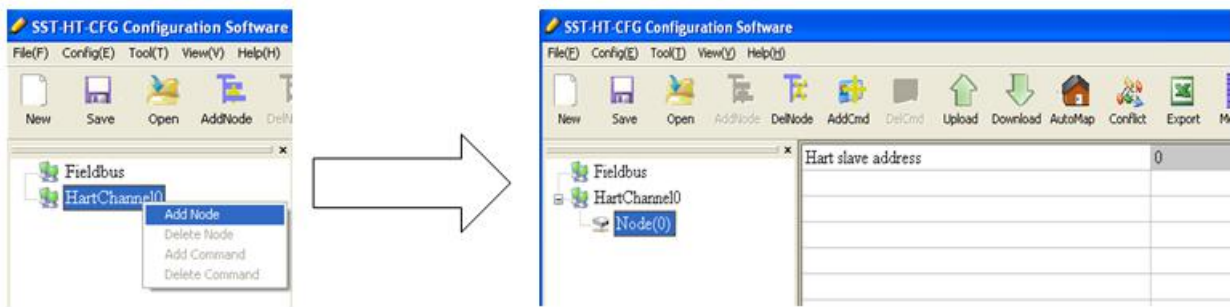 SST-HT-CFG Configuration Software
File(F) Config(E) Tool(T) View(V) Help(H)
New Save Open AddNode
Fieldbus
HartChannel0
Add Node
Delete Node
Add Command
Delete Command
SST-HT-CFG Configuration Software
File(F) Config(E) Tool(T) View(V) Help(H)
New Save Open AddNode DelNode AddCmd DelCmd Upload Download AutoMap Conflict Export
Fieldbus
HartChannel0
Node(0)
Hart slave address 0